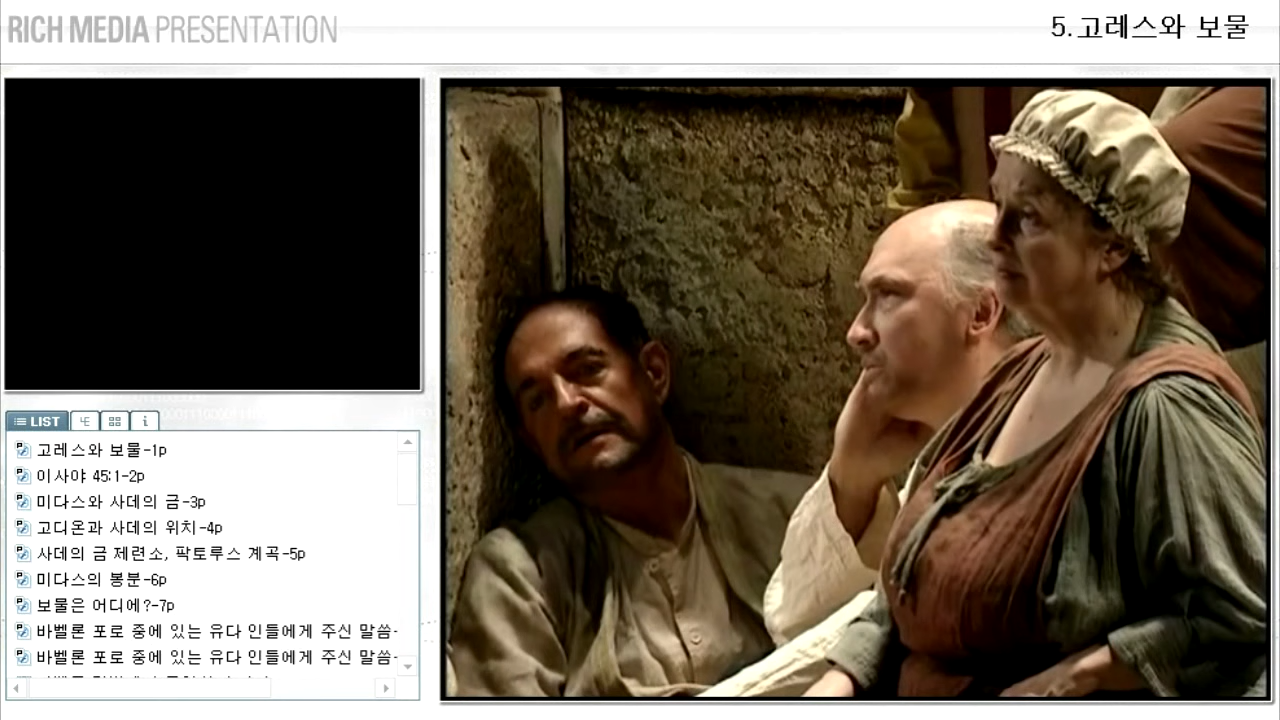 RICH MEDIA PRESENTATION
5.고레스와 보물
LIST
고레스와 보물-1p
이사야 45:1-2p
미다스와 사데의 금-3p
고디온과 사데의 위치-4p
사데의 금 제련소, 팍토루스 계곡-5p
미다스의 봉분-6p
보물은 어디에?-7p
바벨론 포로 중에 있는 유다 인들에게 주신 말씀-
바벨론 포로 중에 있는 유다 인들에게 주신 말씀-